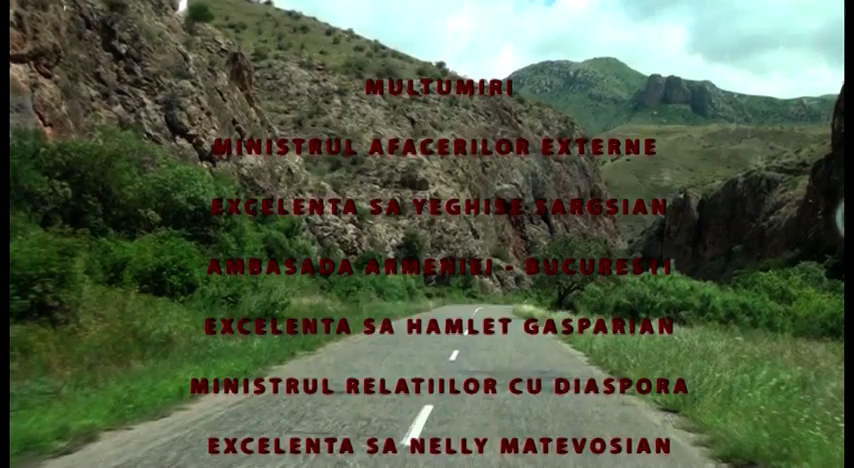 MULTUMIRI
MINISTRUL AFACERILOR EXTERNE
EXCELENTA SA YEGHISE SARGSIAN
AMBASADA ARMENIEI - BUCURESTI
EXCELENTA SA HAMLET GASPARIAN
MINISTRUL RELATIILOR CU DIASPORA
EXCELENTA SA NELLY MATEVOSIAN